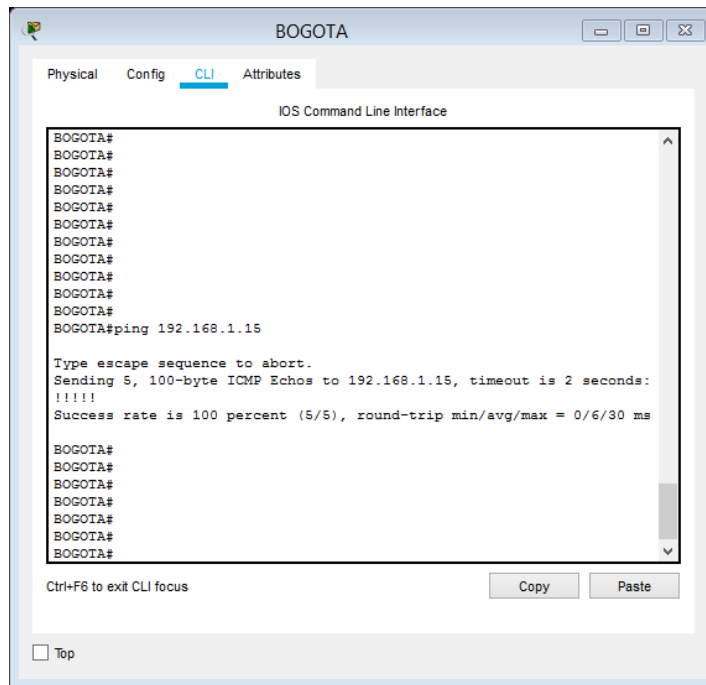 BOGOTA
Physical Config CLI Attributes
IOS Command Line Interface
BOGOTA#
BOGOTA#
BOGOTA#
BOGOTA#
BOGOTA#
BOGOTA#
BOGOTA#
BOGOTA#
BOGOTA#
BOGOTA#
BOGOTA#
BOGOTA#ping 192.168.1.15
Type escape sequence to abort.
Sending 5, 100-byte ICMP Echos to 192.168.1.15, timeout is 2 seconds:
!!!!!
Success rate is 100 percent (5/5), round-trip min/avg/max = 0/6/30 ms
BOGOTA#
BOGOTA#
BOGOTA#
BOGOTA#
BOGOTA#
BOGOTA#
BOGOTA#
Ctrl+F6 to exit CLI focus Copy Paste
Top